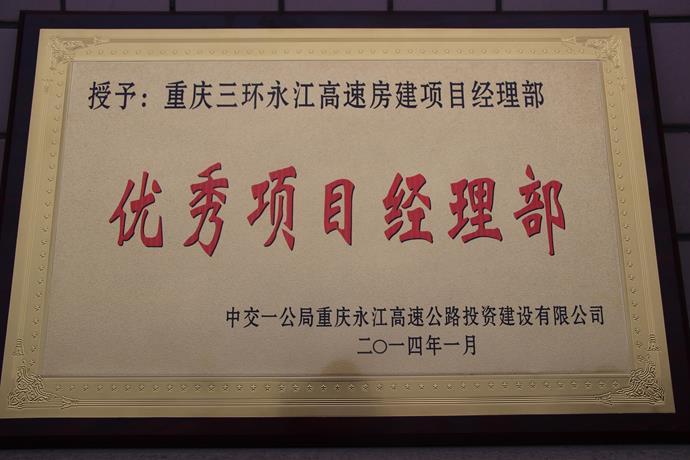 授予：重庆三环永江高速房建项目经理部
优秀项目经理部
中交一公局重庆永江高速公路投资建设有限公司
二〇一四年一月